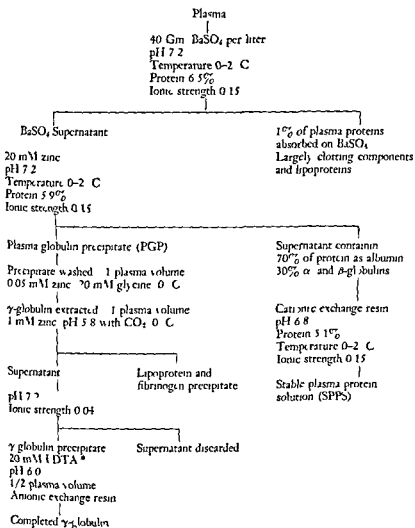 Plasma
40 Gm BaSO4 per liter
pH 7 2
Temperature 0-2 C
Protein 6 5%
Ionic strength 0 15
BaSO4 Supernatant
1% of plasma proteins
absorbed on BaSO4
Largely clotting components
and lipoproteins
20 mM zinc
pH 7 2
Temperature 0-2 C
Protein 5 9%
Ionic strength 0 15
Plasma globulin precipitate (PGP)
Supernatant containin
70% of protein as albumin
30% α and β-globulins
Precipitate washed 1 plasma volume
0 05 mM zinc 20 mM glycine 0 C
γ-globulin extracted 1 plasma volume
1 mM zinc pH 5 8 with CO2 0 C
Cationic exchange resin
pH 6 8
Protein 5 1%
Temperature 0-2 C
Ionic strength 0 15
Supernatant
Lipoprotein and
fibrinogen precipitate
Stable plasma protein
solution (SPPS)
pH 7 2
Ionic strength 0 04
γ globulin precipitate
Supernatant discarded
20 mM EDTA *
pH 6 0
1/2 plasma volume
Anionic exchange resin
Completed γ-globulin